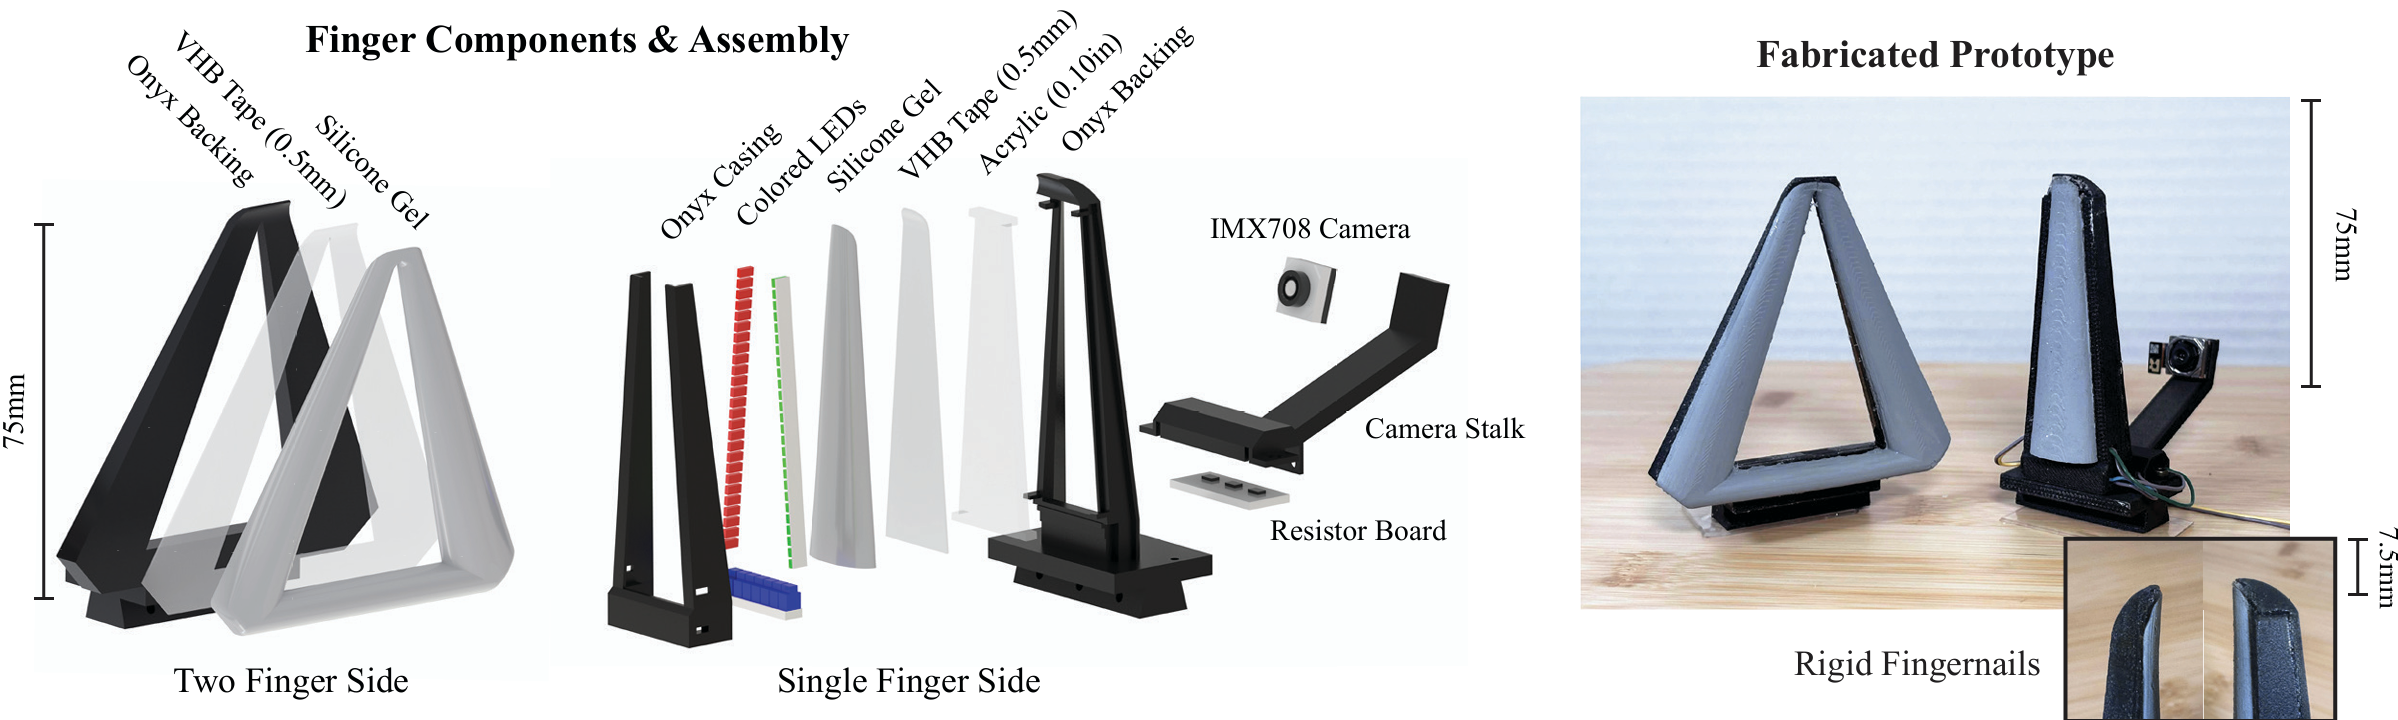 Finger Components & Assembly
Onyx Backing
VHB Tape (0.5mm)
Silicone Gel
75mm
Two Finger Side
Onyx Casing
Colored LEDs
Silicone Gel
VHB Tape (0.5mm)
Acrylic (0.10in)
Onyx Backing
IMX708 Camera
Camera Stalk
Resistor Board
Single Finger Side
Fabricated Prototype
75mm
7.5mm
Rigid Fingernails